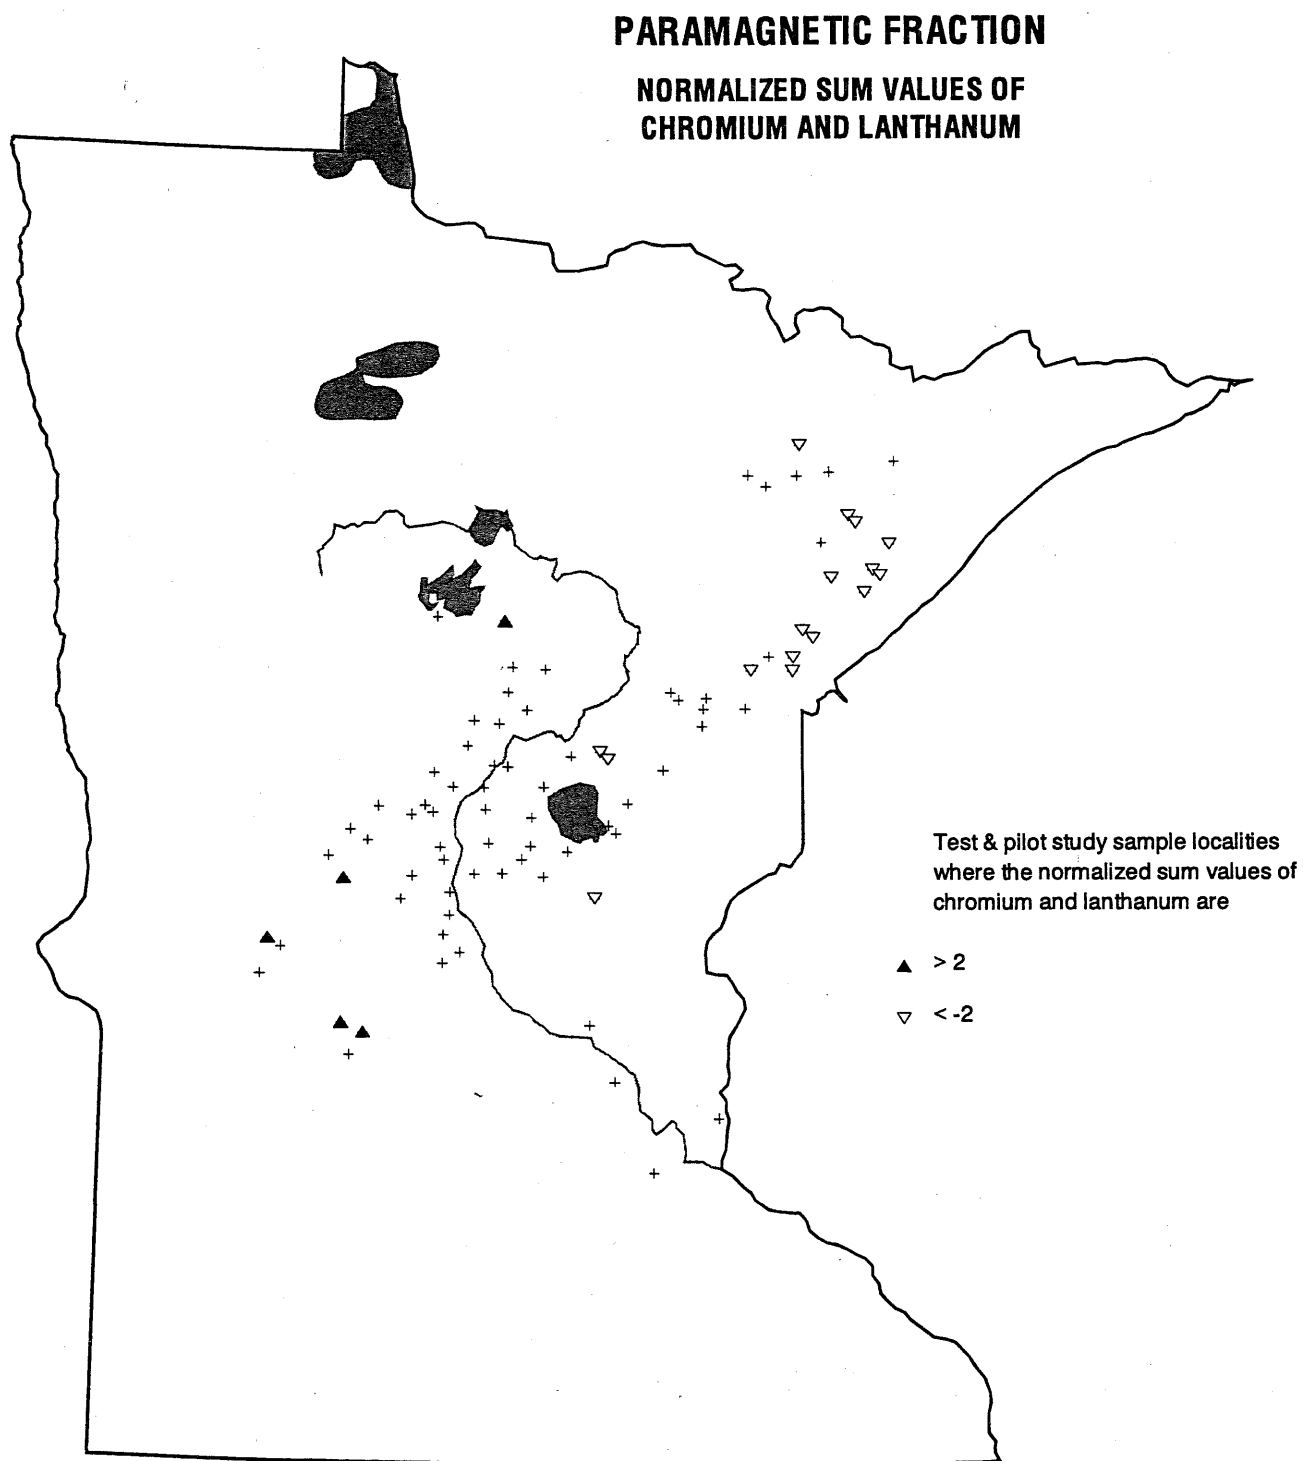 PARAMAGNETIC FRACTION
NORMALIZED SUM VALUES OF
CHROMIUM AND LANTHANUM
Test & pilot study sample localities
where the normalized sum values of
chromium and lanthanum are
> 2
< -2